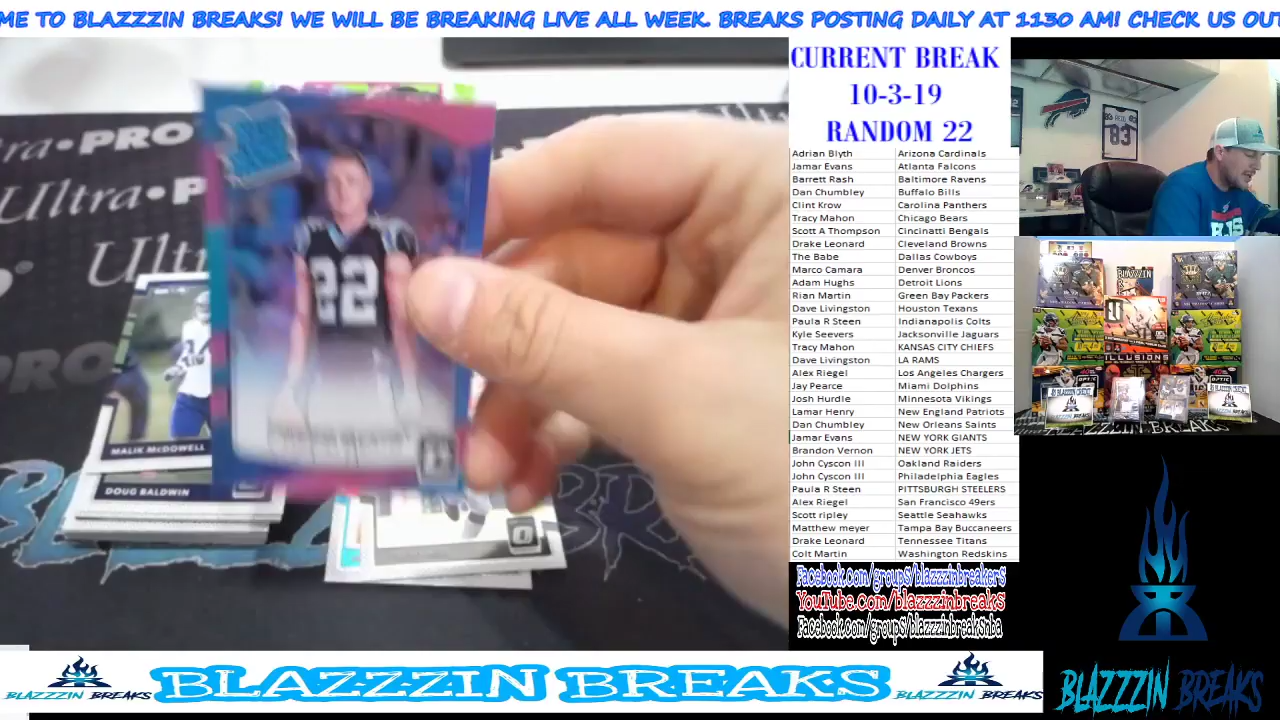 ME TO BLAZZZIN BREAKS! WE WILL BE BREAKING LIVE ALL WEEK. BREAKS POSTING DAILY AT 1130 AM! CHECK US OUT
CURRENT BREAK
10-3-19
RANDOM 22
Adrian Blyth Arizona Cardinals
Jamar Evans Atlanta Falcons
Barrett Rash Baltimore Ravens
Dan Chumbley Buffalo Bills
Clint Krow Carolina Panthers
Tracy Mahon Chicago Bears
Scott A Thompson Cincinatti Bengals
Drake Leonard Cleveland Browns
The Babe Dallas Cowboys
Marco Camara Denver Broncos
Adam Hughs Detroit Lions
Rian Martin Green Bay Packers
Dave Livingston Houston Texans
Paula R Steen Indianapolis Colts
Kyle Seevers Jacksonville Jaguars
Tracy Mahon KANSAS CITY CHIEFS
Dave Livingston LA RAMS
Alex Riegel Los Angeles Chargers
Jay Pearce Miami Dolphins
Josh Hurdle Minnesota Vikings
Lamar Henry New England Patriots
Dan Chumbley New Orleans Saints
Jamar Evans NEW YORK GIANTS
Brandon Vernon NEW YORK JETS
John Cyscon III Oakland Raiders
John Cyscon III Philadelphia Eagles
Paula R Steen PITTSBURGH STEELERS
Alex Riegel San Francisco 49ers
Scott ripley Seattle Seahawks
Matthew meyer Tampa Bay Buccaneers
Drake Leonard Tennessee Titans
Colt Martin Washington Redskins
Facebook.com/groups/blazzzinbreakers
YouTube.com/blazzzinbreaks
Facebook.com/groups/blazzzinbreaksnba
ra•PRO
Ultra•P
Ultr
PRO
22
MALIK McDOWELL
DOUG BALDWIN
83
BLAZZZIN
ILLUSIONS
OPTIC
BLAZZZIN BREAKS
BLAZZZIN BREAKS
BLAZZZIN BREAKS
BLAZZZIN BREAKS